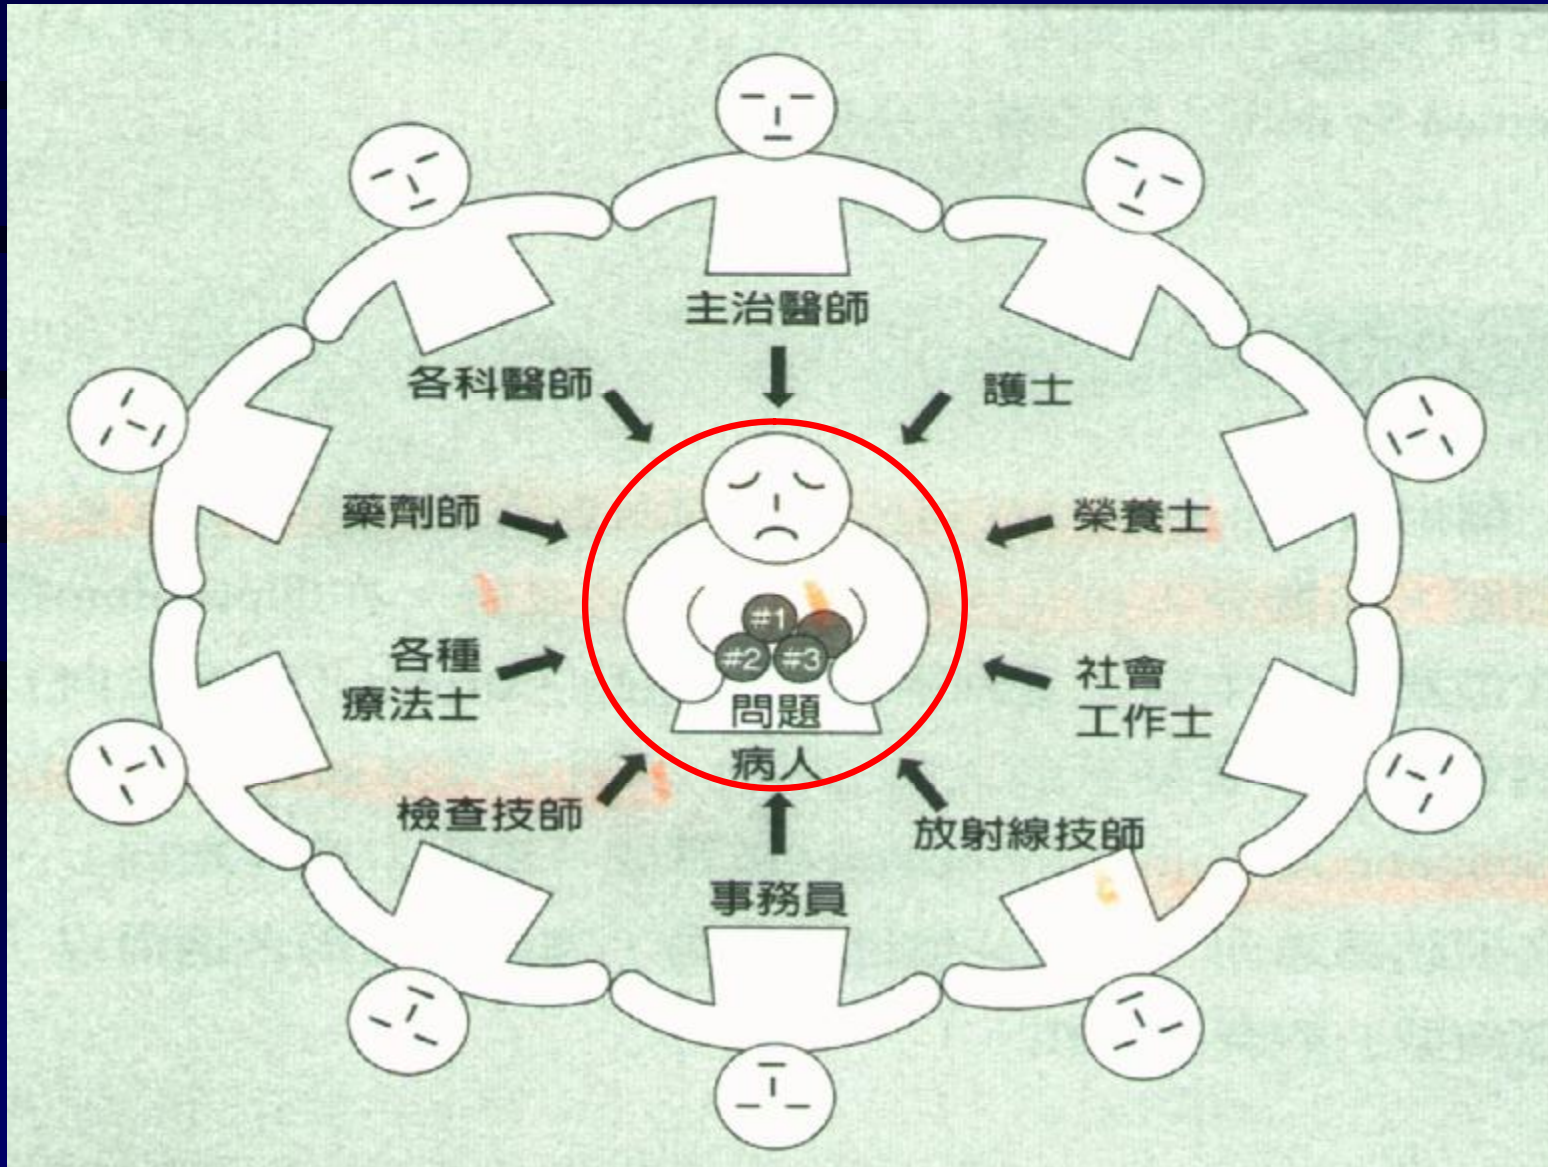 主治醫師
各科醫師
護士
藥劑師
榮養士
#1
#2 #3
各種
療法士
社會
工作士
問題
病人
檢查技師
放射線技師
事務員